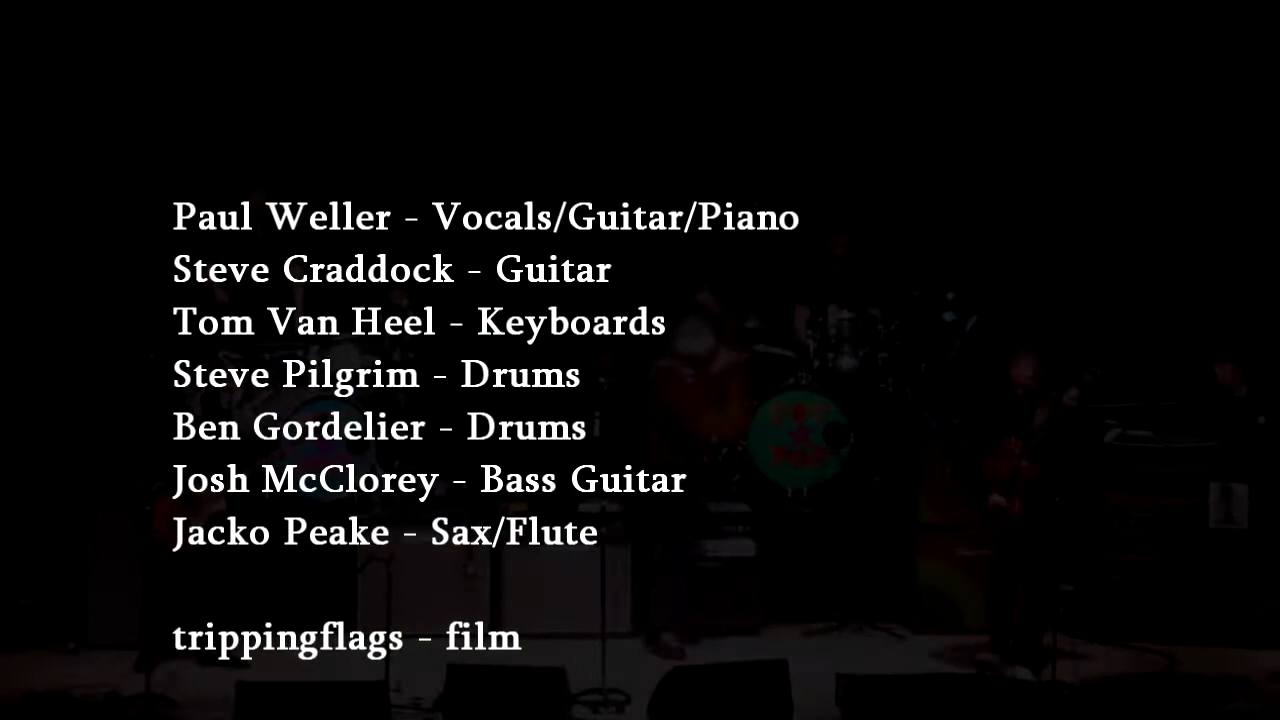 Paul Weller - Vocals/Guitar/Piano
Steve Craddock - Guitar
Tom Van Heel - Keyboards
Steve Pilgrim - Drums
Ben Gordelier - Drums
Josh McClorey - Bass Guitar
Jacko Peake - Sax/Flute
trippingflags - film